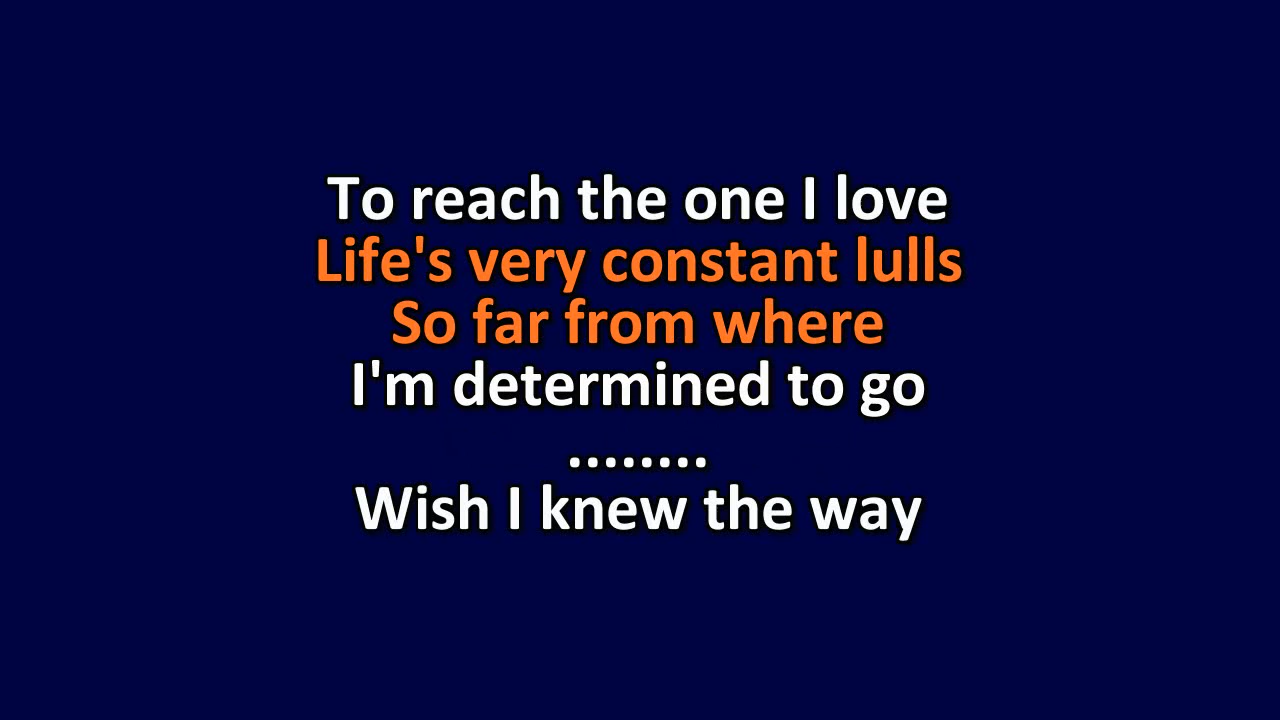 To reach the one I love
Life's very constant lulls
So far from where
I'm determined to go
........
Wish I knew the way